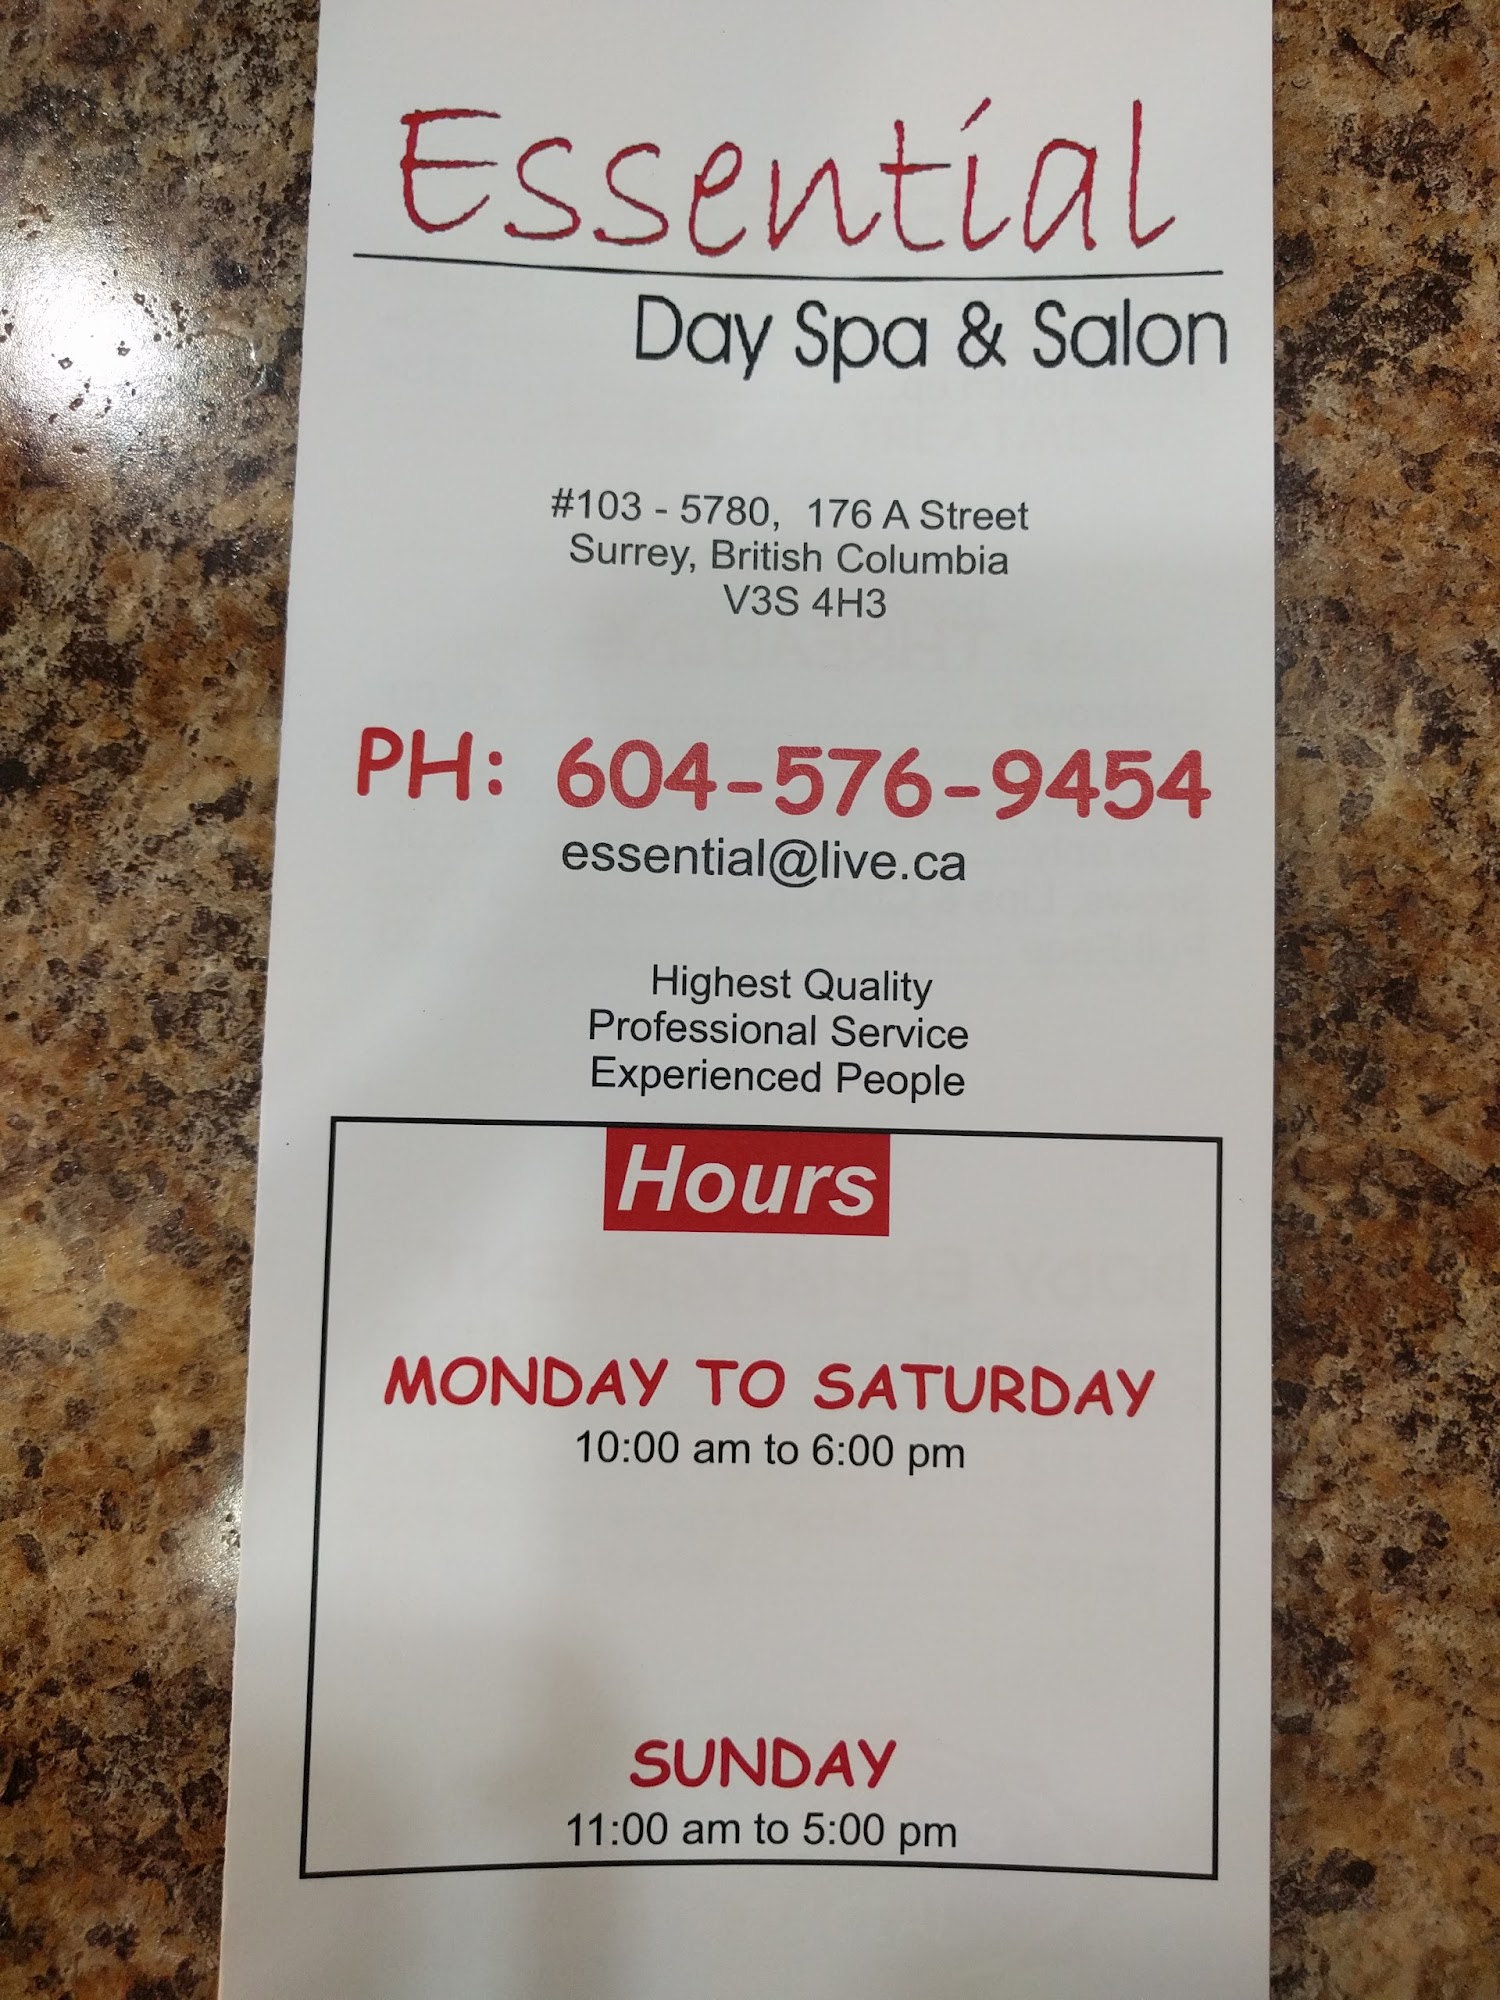 Essential
Day Spa & Salon
#103 - 5780, 176 A Street
Surrey, British Columbia
V3S 4H3
PH: 604-576-9454
essential@live.ca
Highest Quality
Professional Service
Experienced People
Hours
MONDAY TO SATURDAY
10:00 am to 6:00 pm
SUNDAY
11:00 am to 5:00 pm